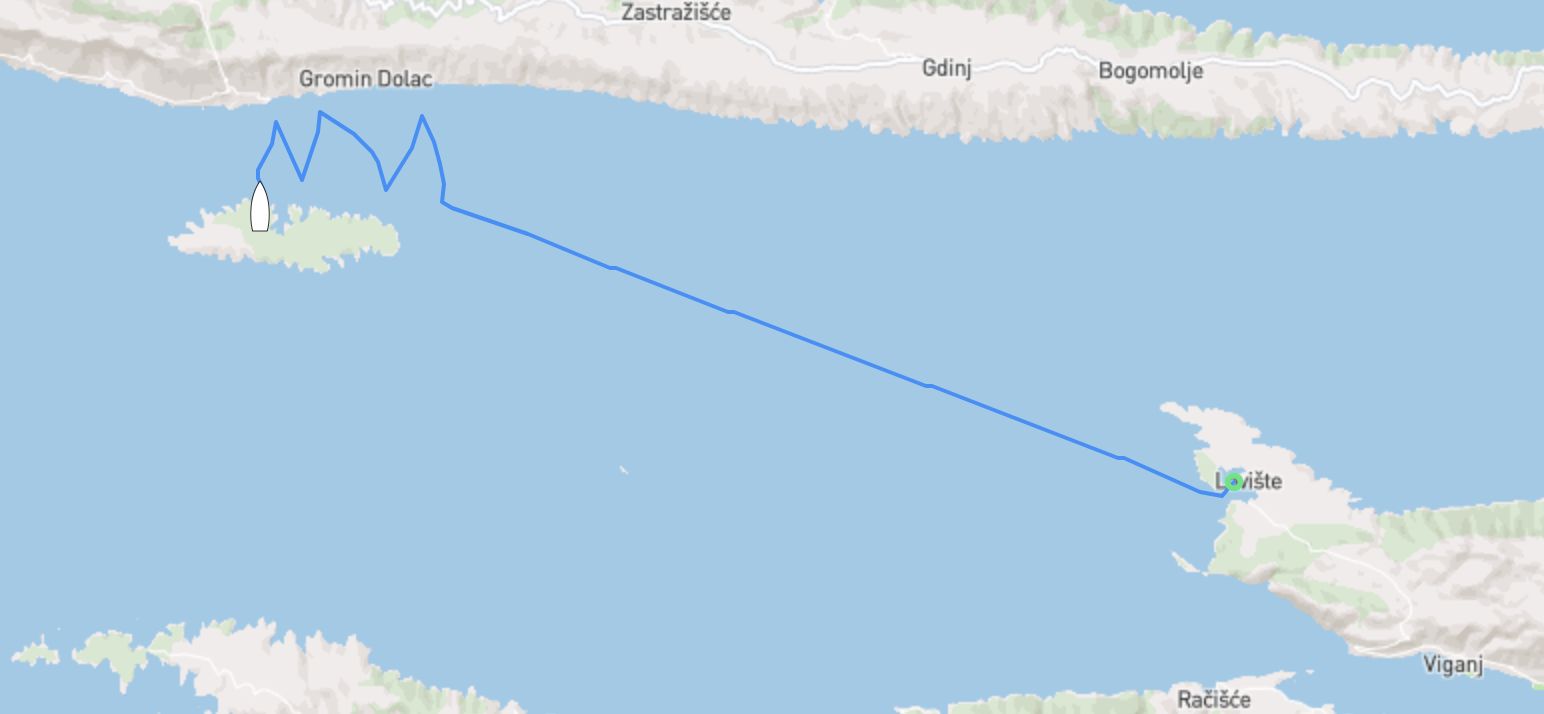 Zastražišće
Gdinj
Bogomolje
Gromin Dolac
Lovište
Viganj
Račišće